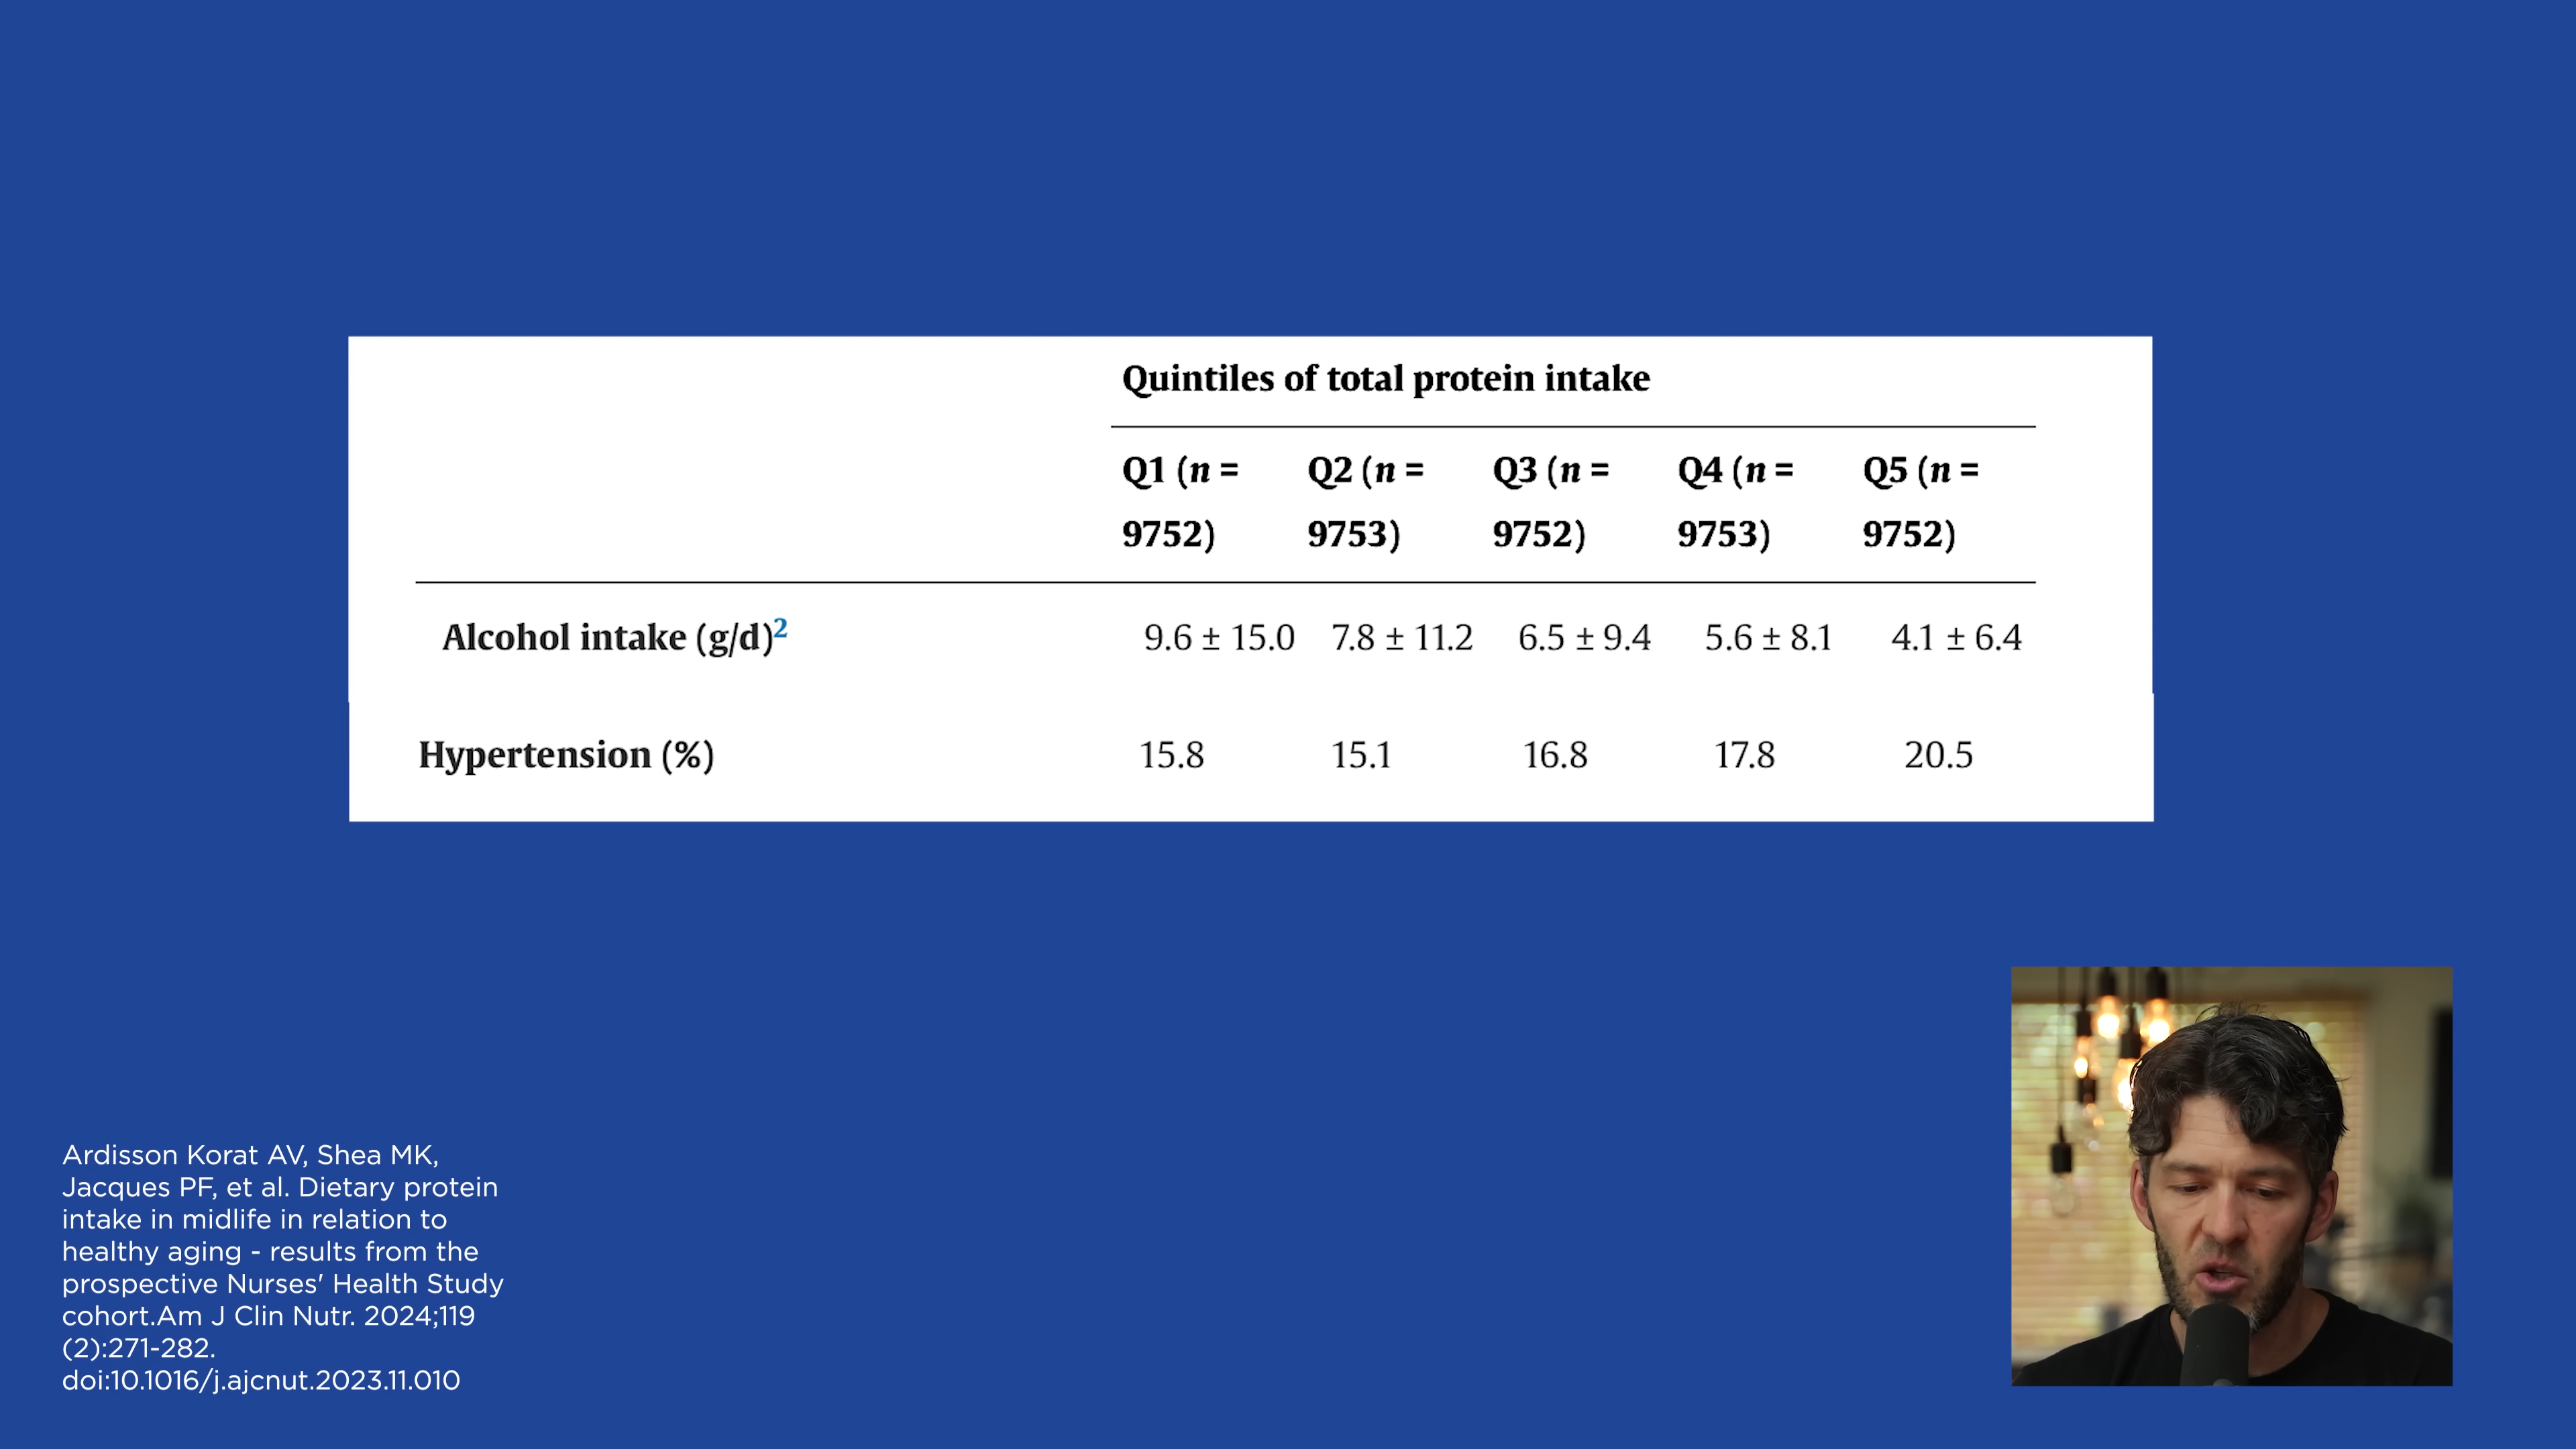 Quintiles of total protein intake
Q1 (n = Q2 (n = Q3 (n = Q4 (n = Q5 (n =
9752) 9753) 9752) 9753) 9752)
Alcohol intake (g/d)2 9.6 ± 15.0 7.8 ± 11.2 6.5 ± 9.4 5.6 ± 8.1 4.1 ± 6.4
Hypertension (%) 15.8 15.1 16.8 17.8 20.5
Ardisson Korat AV, Shea MK,
Jacques PF, et al. Dietary protein
intake in midlife in relation to
healthy aging - results from the
prospective Nurses' Health Study
cohort.Am J Clin Nutr. 2024;119
(2):271-282.
doi:10.1016/j.ajcnut.2023.11.010